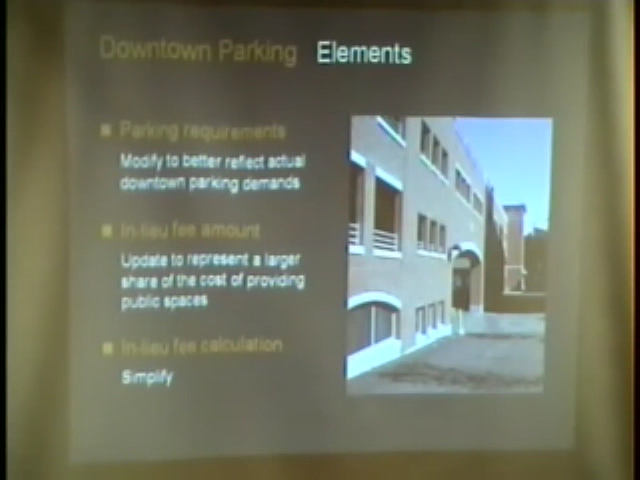 Downtown Parking Elements
Parking requirements
Modify to better reflect actual
downtown parking demands
In-lieu fee amount
Update to represent a larger
share of the cost of providing
public spaces
In-lieu fee calculation
Simplify